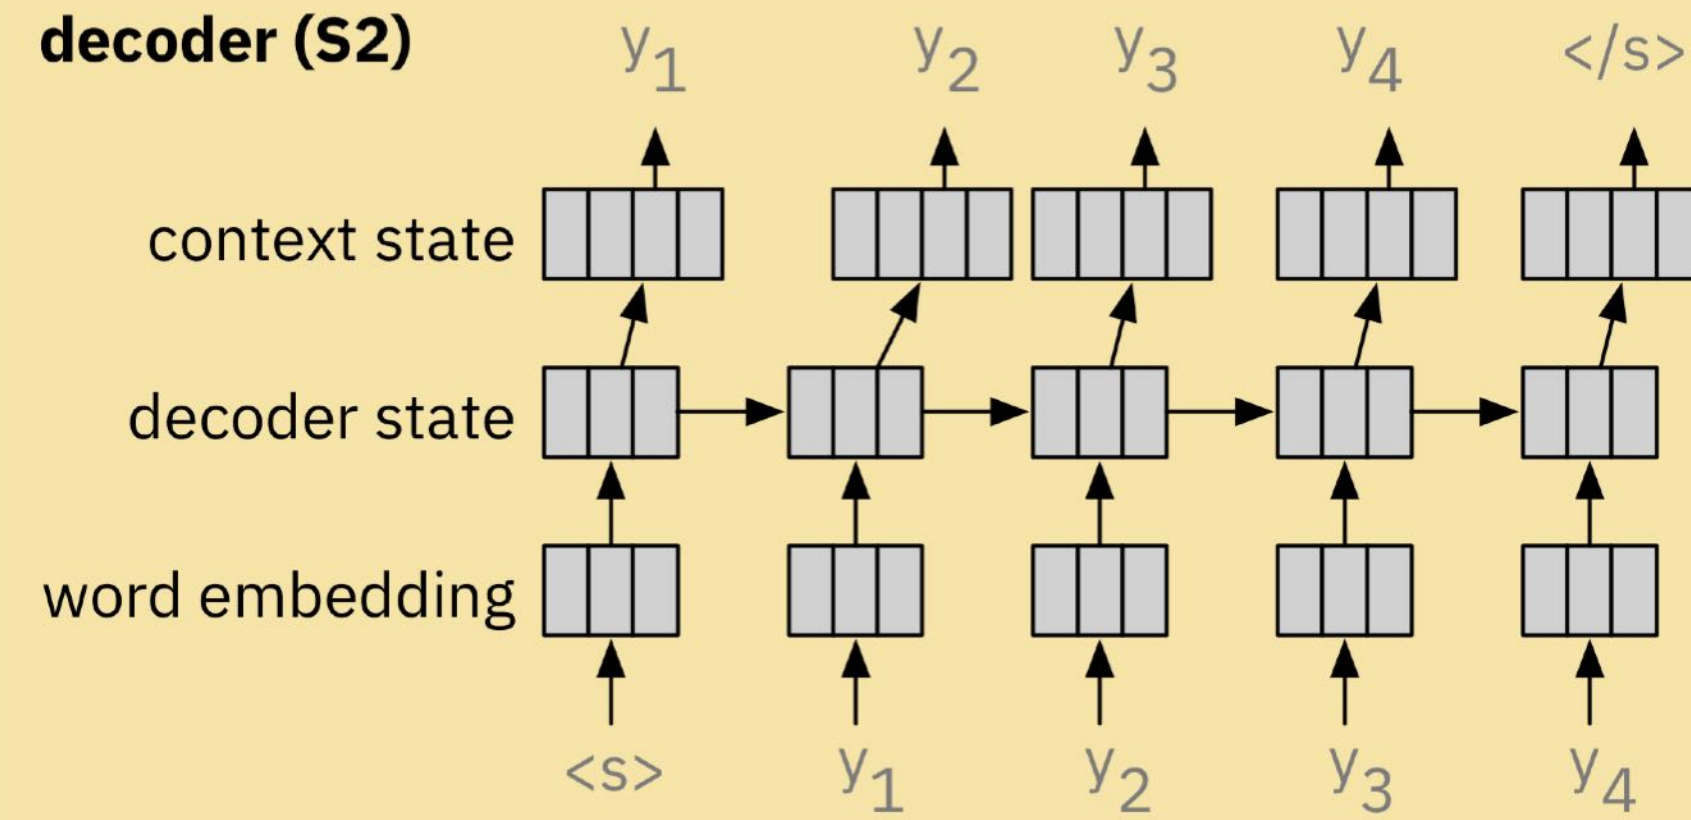 decoder (S2)
y1 y2 y3 y4 </s>
context state
decoder state
word embedding
<s> y1 y2 y3 y4